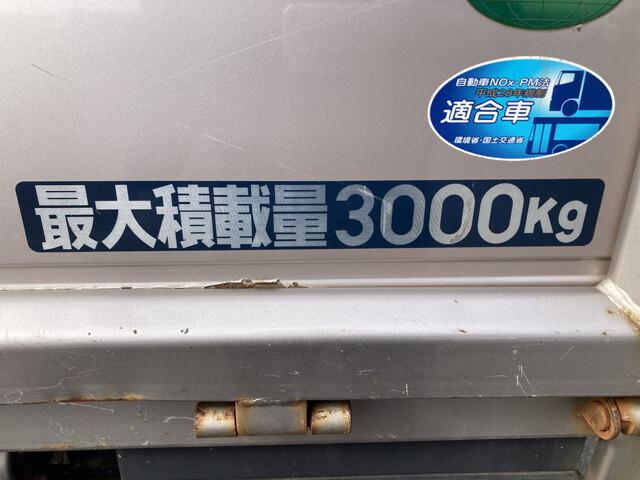 自動車NOx・PM法
平成28年規制
適合車
環境省・国土交通省
最大積載量3000Kg